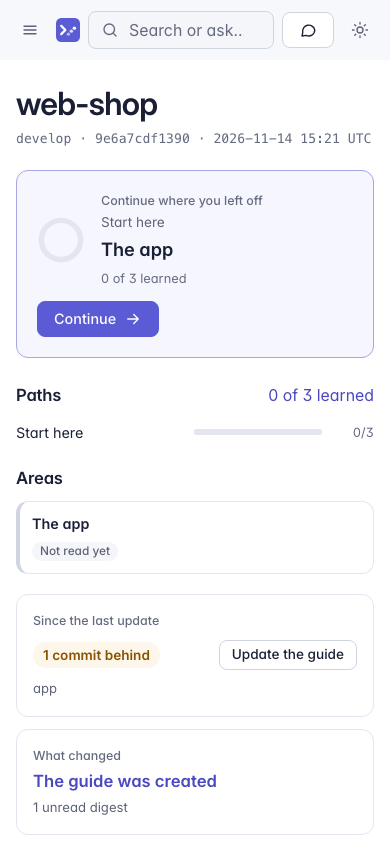 Search or ask..
web-shop
develop · 9e6a7cdf1390 · 2026-11-14 15:21 UTC
Continue where you left off
Start here
The app
0 of 3 learned
Continue →
Paths
0 of 3 learned
Start here
0/3
Areas
The app
Not read yet
Since the last update
1 commit behind
Update the guide
app
What changed
The guide was created
1 unread digest